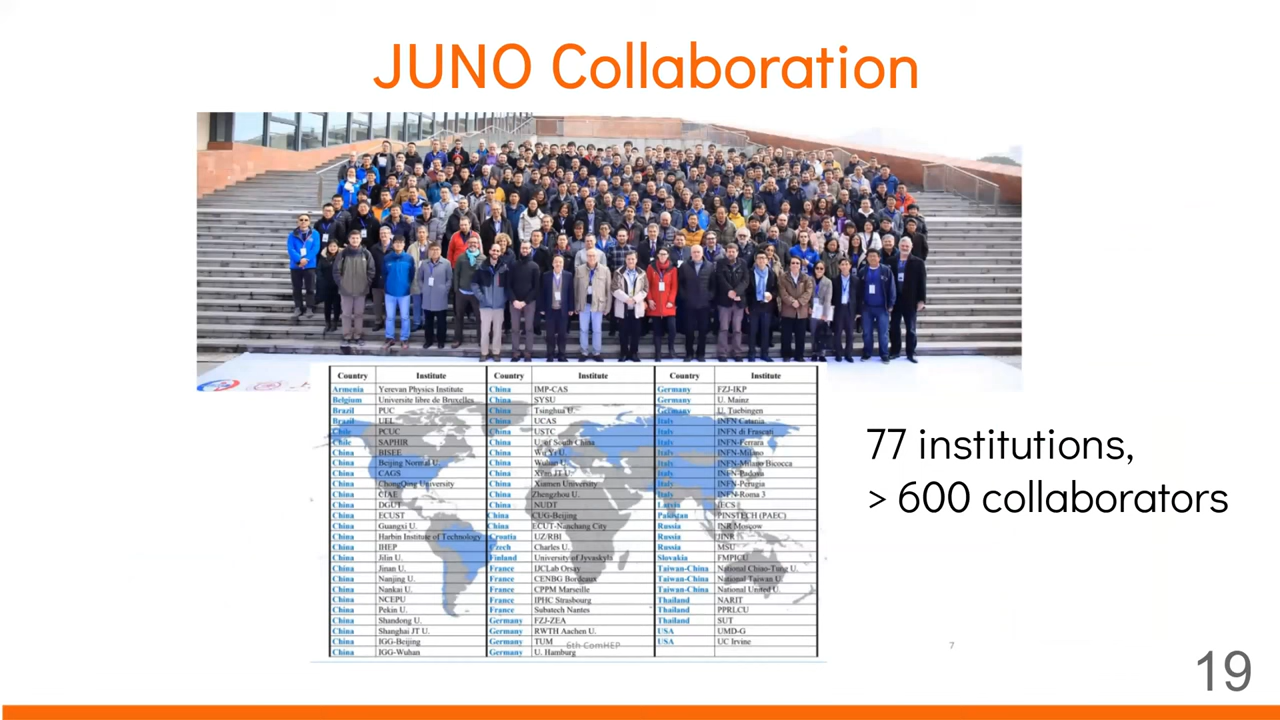 JUNO Collaboration
Country Institute Country Institute Country Institute
Armenia Yerevan Physics Institute China IMP-CAS Germany FZJ-IKP
Belgium Universite libre de Bruxelles China SYSU Germany U. Mainz
Brazil PUC China Tsinghua U. Germany U. Tuebingen
Brazil UEL China UCAS Italy INFN Catania
Chile PCUC China USTC Italy INFN di Frascati
Chile SAPHIR China U. of South China Italy INFN-Ferrara
China BISEE China Wu Yi U. Italy INFN-Milano
China Beijing Normal U. China Wuhan U. Italy INFN-Milano Bicocca
China CAGS China Xi'an JT U. Italy INFN-Padova
China ChongQing University China Xiamen University Italy INFN-Perugia
China CIAE China Zhengzhou U. Italy INFN-Roma 3
China DGUT China NUDT Latvia IECS
China ECUST China CUG-Beijing Pakistan PINSTECH (PAEC)
China Guangxi U. China ECUT-Nanchang City Russia INR Moscow
China Harbin Institute of Technology Croatia UZ/RBI Russia JINR
China IHEP Czech Charles U. Russia MSU
China Jilin U. Finland University of Jyvaskyla Slovakia FMPICU
China Jinan U. France IJCLab Orsay Taiwan-China National Chiao-Tung U.
China Nanjing U. France CENBG Bordeaux Taiwan-China National Taiwan U.
China Nankai U. France CPPM Marseille Taiwan-China National United U.
China NCEPU France IPHC Strasbourg Thailand NARIT
China Pekin U. France Subatech Nantes Thailand PPRLCU
China Shandong U. Germany FZJ-ZEA Thailand SUT
China Shanghai JT U. Germany RWTH Aachen U. USA UMD-G
China IGG-Beijing Germany TUM USA UC Irvine
China IGG-Wuhan Germany U. Hamburg
6th ComHEP
7
77 institutions,
> 600 collaborators
19